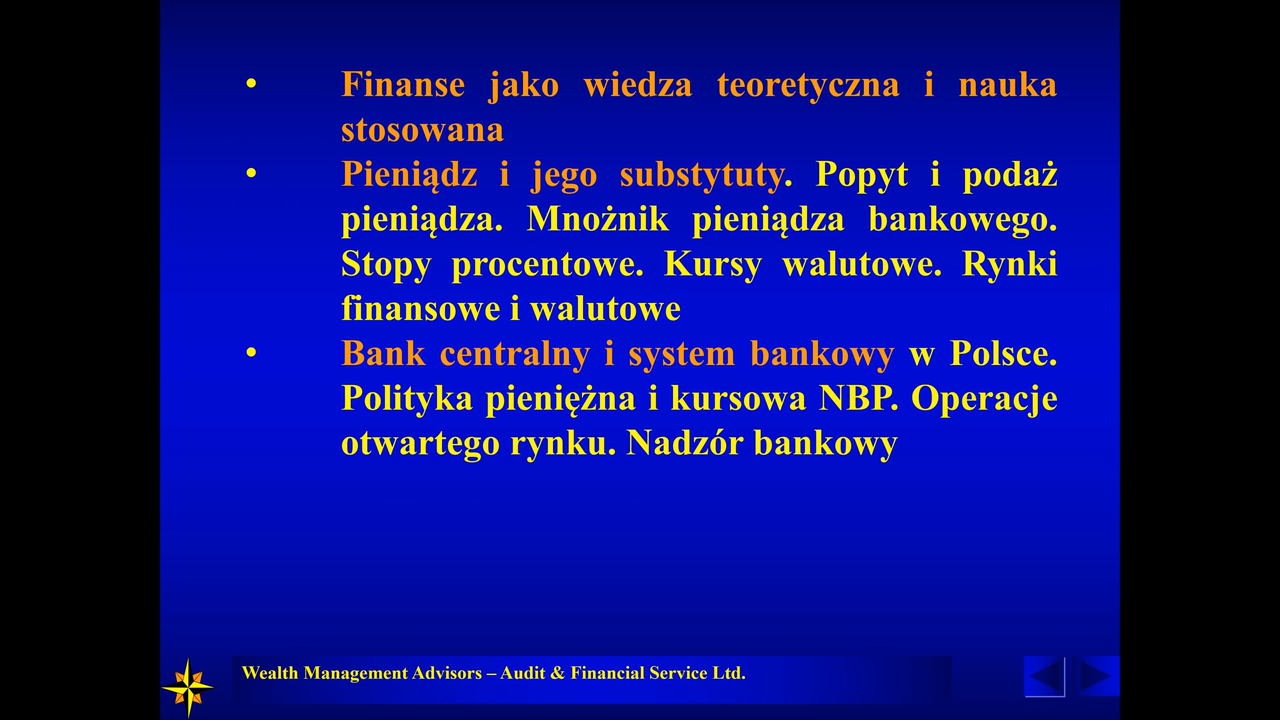 • Finanse jako wiedza teoretyczna i nauka
stosowana
• Pieniądz i jego substytuty. Popyt i podaż
pieniądza. Mnożnik pieniądza bankowego.
Stopy procentowe. Kursy walutowe. Rynki
finansowe i walutowe
• Bank centralny i system bankowy w Polsce.
Polityka pieniężna i kursowa NBP. Operacje
otwartego rynku. Nadzór bankowy
Wealth Management Advisors – Audit & Financial Service Ltd.